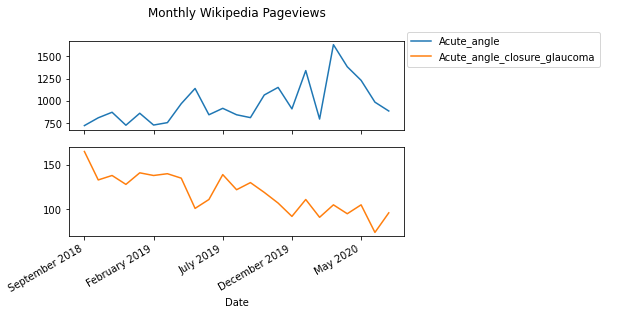 Monthly Wikipedia Pageviews
Acute_angle
Acute_angle_closure_glaucoma
1500
1250
1000
750
150
100
September 2018
February 2019
July 2019
December 2019
May 2020
Date